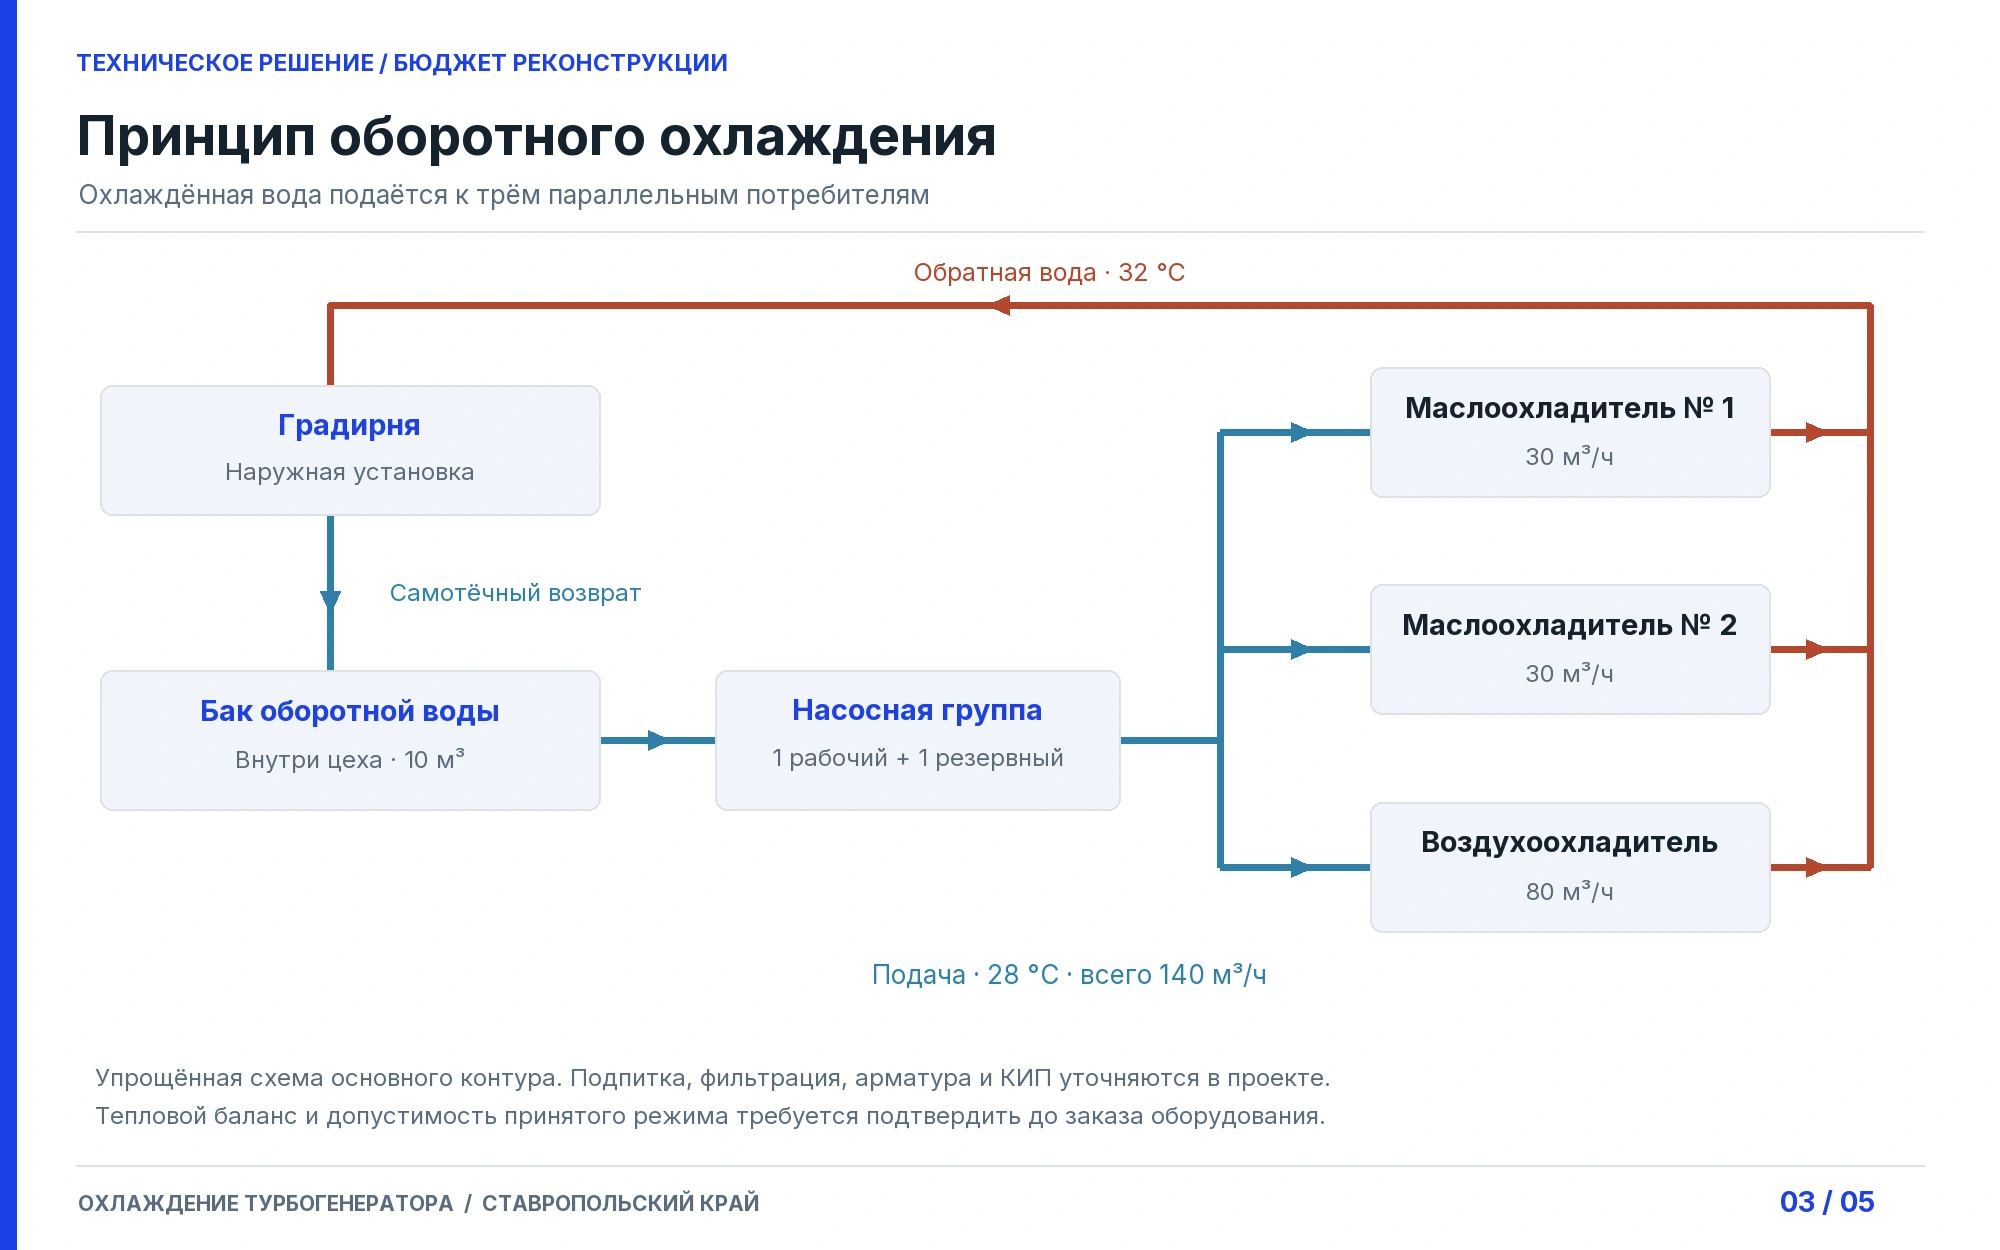 ТЕХНИЧЕСКОЕ РЕШЕНИЕ / БЮДЖЕТ РЕКОНСТРУКЦИИ
Принцип оборотного охлаждения
Охлаждённая вода подаётся к трём параллельным потребителям
Обратная вода · 32 °C
Градирня
Наружная установка
Самотёчный возврат
Бак оборотной воды
Внутри цеха · 10 м³
Насосная группа
1 рабочий + 1 резервный
Маслоохладитель № 1
30 м³/ч
Маслоохладитель № 2
30 м³/ч
Воздухоохладитель
80 м³/ч
Подача · 28 °C · всего 140 м³/ч
Упрощённая схема основного контура. Подпитка, фильтрация, арматура и КИП уточняются в проекте.
Тепловой баланс и допустимость принятого режима требуется подтвердить до заказа оборудования.
ОХЛАЖДЕНИЕ ТУРБОГЕНЕРАТОРА / СТАВРОПОЛЬСКИЙ КРАЙ
03 / 05